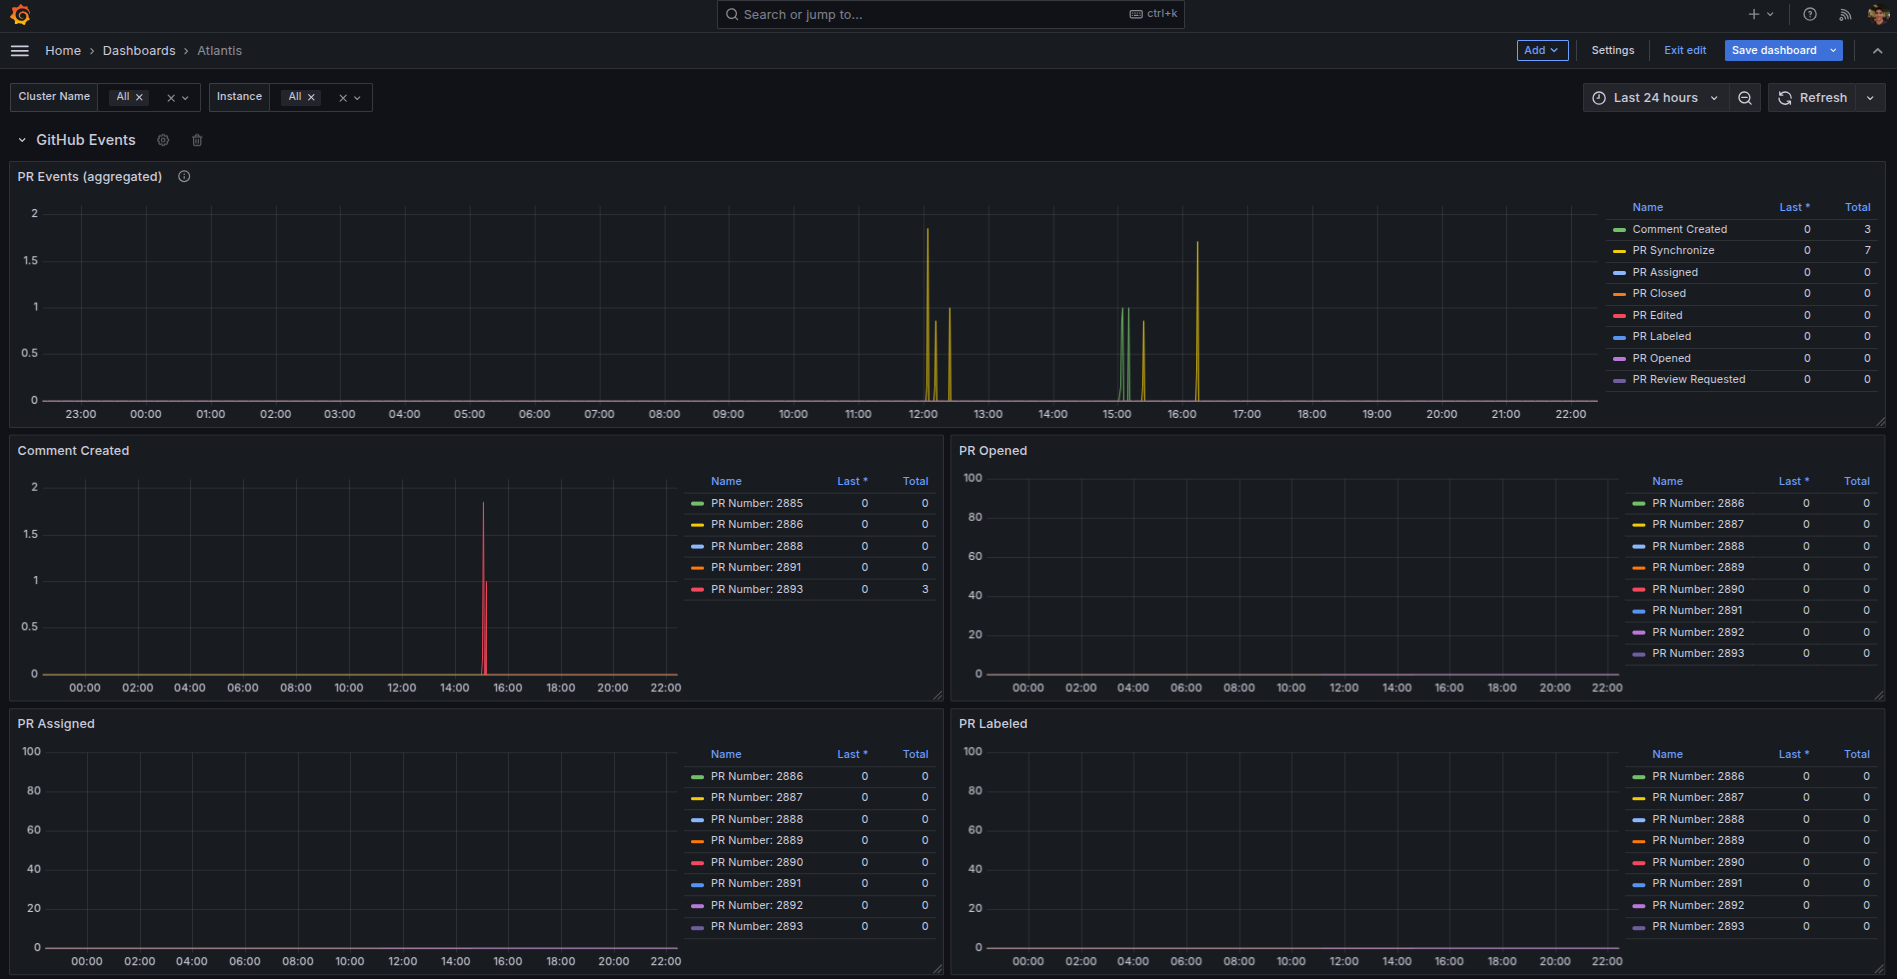 Search or jump to... ctrl+k
Home › Dashboards › Atlantis
Add Settings Exit edit Save dashboard
Cluster Name All Instance All
Last 24 hours Refresh
GitHub Events
PR Events (aggregated)
2
1.5
1
0.5
0
23:00 00:00 01:00 02:00 03:00 04:00 05:00 06:00 07:00 08:00 09:00 10:00 11:00 12:00 13:00 14:00 15:00 16:00 17:00 18:00 19:00 20:00 21:00 22:00
Name Last * Total
Comment Created 0 3
PR Synchronize 0 7
PR Assigned 0 0
PR Closed 0 0
PR Edited 0 0
PR Labeled 0 0
PR Opened 0 0
PR Review Requested 0 0
Comment Created
2
1.5
1
0.5
0
00:00 02:00 04:00 06:00 08:00 10:00 12:00 14:00 16:00 18:00 20:00 22:00
Name Last * Total
PR Number: 2885 0 0
PR Number: 2886 0 0
PR Number: 2888 0 0
PR Number: 2891 0 0
PR Number: 2893 0 3
PR Opened
100
80
60
40
20
0
00:00 02:00 04:00 06:00 08:00 10:00 12:00 14:00 16:00 18:00 20:00 22:00
Name Last * Total
PR Number: 2886 0 0
PR Number: 2887 0 0
PR Number: 2888 0 0
PR Number: 2889 0 0
PR Number: 2890 0 0
PR Number: 2891 0 0
PR Number: 2892 0 0
PR Number: 2893 0 0
PR Assigned
100
80
60
40
20
0
00:00 02:00 04:00 06:00 08:00 10:00 12:00 14:00 16:00 18:00 20:00 22:00
Name Last * Total
PR Number: 2886 0 0
PR Number: 2887 0 0
PR Number: 2888 0 0
PR Number: 2889 0 0
PR Number: 2890 0 0
PR Number: 2891 0 0
PR Number: 2892 0 0
PR Number: 2893 0 0
PR Labeled
100
80
60
40
20
0
00:00 02:00 04:00 06:00 08:00 10:00 12:00 14:00 16:00 18:00 20:00 22:00
Name Last * Total
PR Number: 2886 0 0
PR Number: 2887 0 0
PR Number: 2888 0 0
PR Number: 2889 0 0
PR Number: 2890 0 0
PR Number: 2891 0 0
PR Number: 2892 0 0
PR Number: 2893 0 0